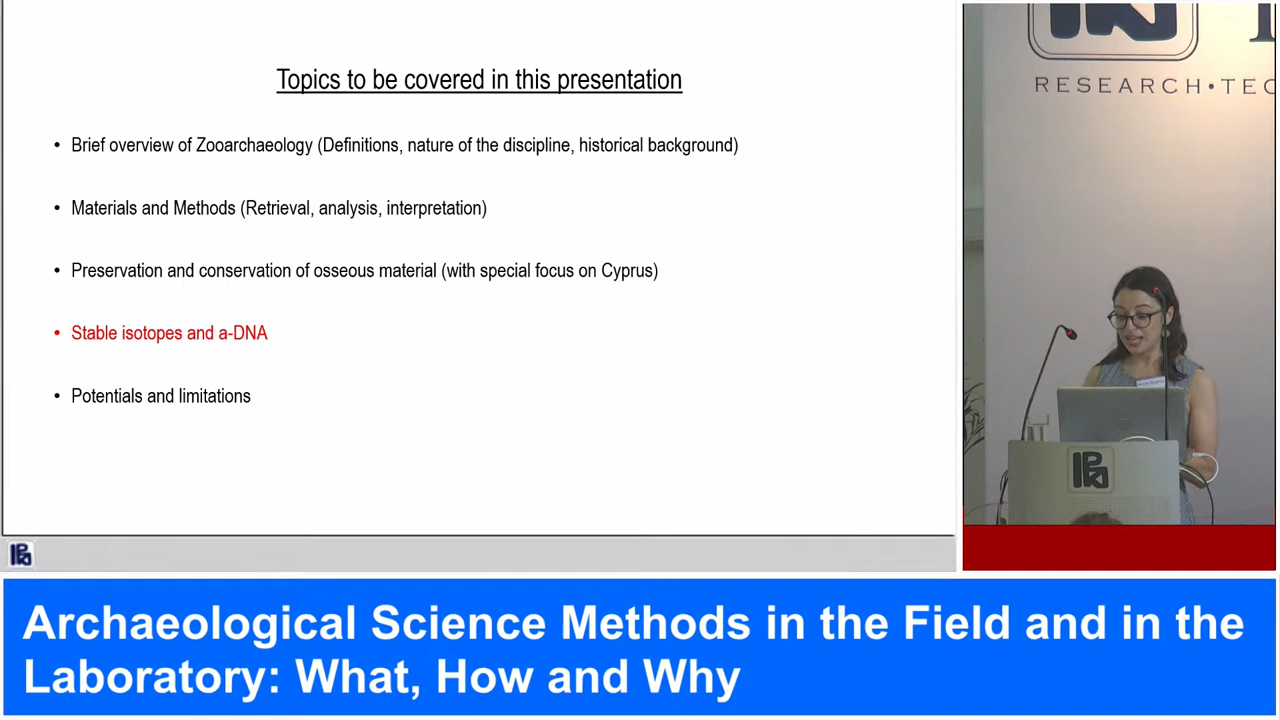 Topics to be covered in this presentation
• Brief overview of Zooarchaeology (Definitions, nature of the discipline, historical background)
• Materials and Methods (Retrieval, analysis, interpretation)
• Preservation and conservation of osseous material (with special focus on Cyprus)
• Stable isotopes and a-DNA
• Potentials and limitations
RESEARCH•TEC
Archaeological Science Methods in the Field and in the
Laboratory: What, How and Why